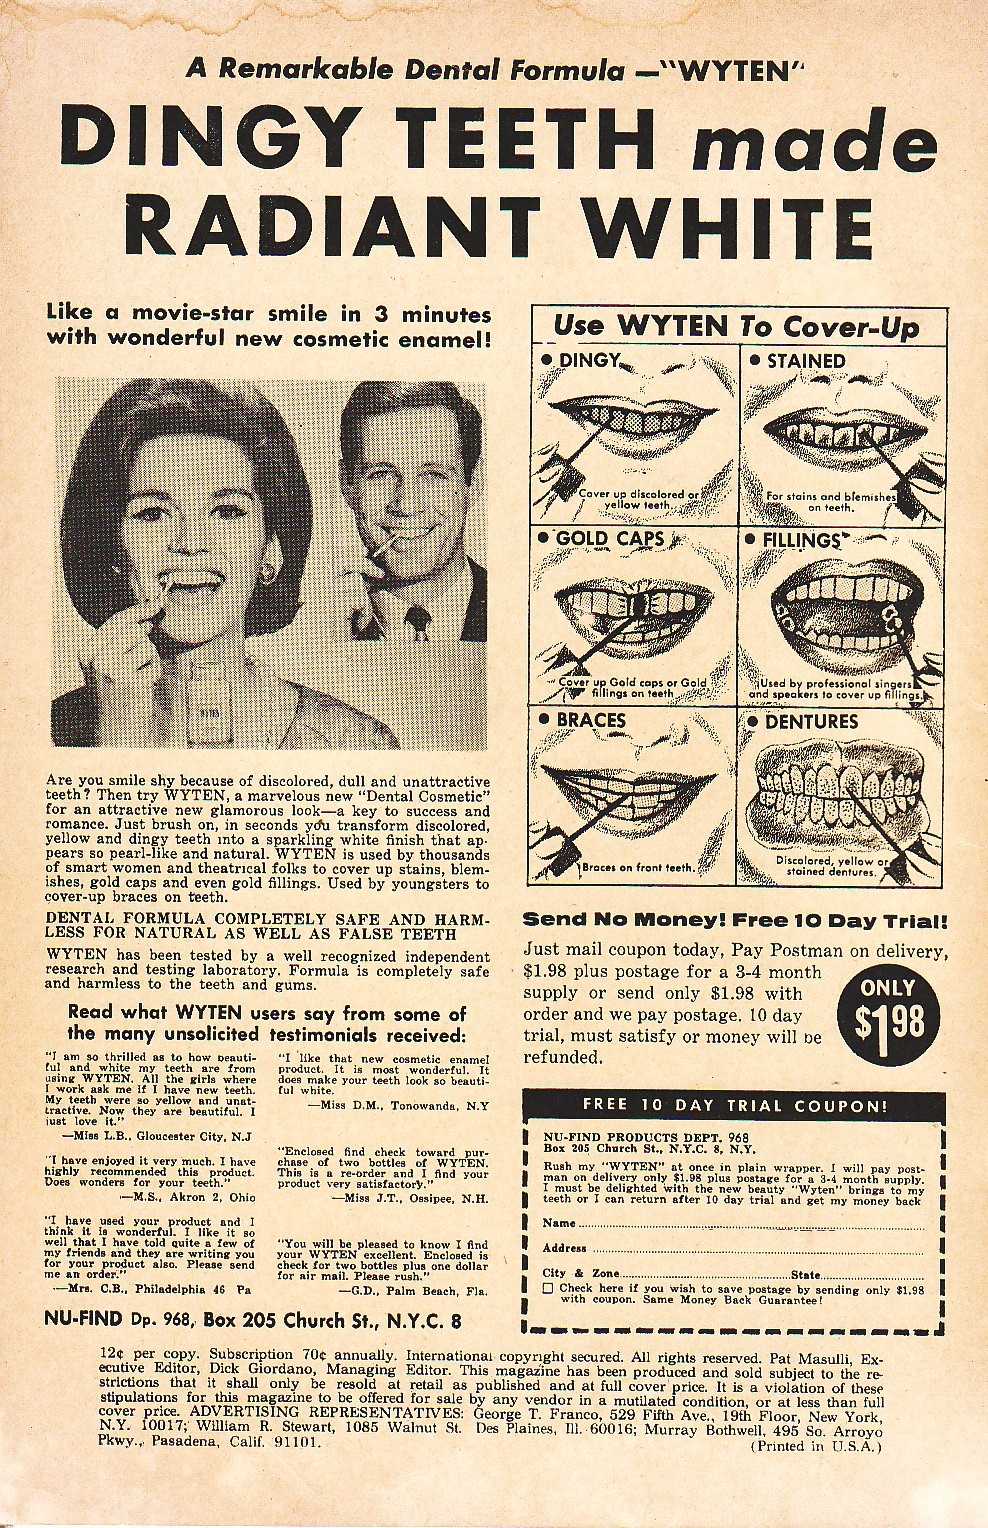 A Remarkable Dental Formula —"WYTEN"
DINGY TEETH made
RADIANT WHITE
Like a movie-star smile in 3 minutes
with wonderful new cosmetic enamel!
WYTEN
Are you smile shy because of discolored, dull and unattractive
teeth? Then try WYTEN, a marvelous new "Dental Cosmetic"
for an attractive new glamorous look—a key to success and
romance. Just brush on, in seconds you transform discolored,
yellow and dingy teeth into a sparkling white finish that ap-
pears so pearl-like and natural. WYTEN is used by thousands
of smart women and theatrical folks to cover up stains, blem-
ishes, gold caps and even gold fillings. Used by youngsters to
cover-up braces on teeth.
DENTAL FORMULA COMPLETELY SAFE AND HARM-
LESS FOR NATURAL AS WELL AS FALSE TEETH
WYTEN has been tested by a well recognized independent
research and testing laboratory. Formula is completely safe
and harmless to the teeth and gums.
Read what WYTEN users say from some of
the many unsolicited testimonials received:
"I am so thrilled as to how beauti-
ful and white my teeth are from
using WYTEN. All the girls where
I work ask me if I have new teeth.
My teeth were so yellow and unat-
tractive. Now they are beautiful. I
just love it."
—Miss L.B., Gloucester City, N.J
"I have enjoyed it very much. I have
highly recommended this product.
Does wonders for your teeth."
—M.S., Akron 2, Ohio
"I have used your product and I
think it is wonderful. I like it so
well that I have told quite a few of
my friends and they are writing you
for your product also. Please send
me an order."
—Mrs. C.B., Philadelphia 46 Pa
"I like that new cosmetic enamel
product. It is most wonderful. It
does make your teeth look so beauti-
ful white.
—Miss D.M., Tonowanda, N.Y
"Enclosed find check toward pur-
chase of two bottles of WYTEN.
This is a re-order and I find your
product very satisfactory."
—Miss J.T., Ossipee, N.H.
"You will be pleased to know I find
your WYTEN excellent. Enclosed is
check for two bottles plus one dollar
for air mail. Please rush."
—G.D., Palm Beach, Fla.
NU-FIND Dp. 968, Box 205 Church St., N.Y.C. 8
Use WYTEN To Cover-Up
• DINGY
Cover up discolored or
yellow teeth.
• STAINED
For stains and blemishes
on teeth.
• GOLD CAPS
Cover up Gold caps or Gold
fillings on teeth
• FILLINGS
Used by professional singers
and speakers to cover up fillings.
• BRACES
Braces on front teeth.
• DENTURES
Discolored, yellow or
stained dentures.
Send No Money! Free 10 Day Trial!
Just mail coupon today, Pay Postman on delivery,
$1.98 plus postage for a 3-4 month
supply or send only $1.98 with
order and we pay postage. 10 day
trial, must satisfy or money will be
refunded.
ONLY
$1.98
FREE 10 DAY TRIAL COUPON!
NU-FIND PRODUCTS DEPT. 968
Box 205 Church St., N.Y.C. 8, N.Y.
Rush my "WYTEN" at once in plain wrapper. I will pay post-
man on delivery only $1.98 plus postage for a 3-4 month supply.
I must be delighted with the new beauty "Wyten" brings to my
teeth or I can return after 10 day trial and get my money back
Name
Address
City & Zone State
☐ Check here if you wish to save postage by sending only $1.98
with coupon. Same Money Back Guarantee!
12¢ per copy. Subscription 70¢ annually. International copyright secured. All rights reserved. Pat Masulli, Ex-
ecutive Editor, Dick Giordano, Managing Editor. This magazine has been produced and sold subject to the re-
strictions that it shall only be resold at retail as published and at full cover price. It is a violation of these
stipulations for this magazine to be offered for sale by any vendor in a mutilated condition, or at less than full
cover price. ADVERTISING REPRESENTATIVES: George T. Franco, 529 Fifth Ave., 19th Floor, New York,
N.Y. 10017; William R. Stewart, 1085 Walnut St. Des Plaines, Ill. 60016; Murray Bothwell, 495 So. Arroyo
Pkwy., Pasadena, Calif. 91101.
(Printed in U.S.A.)